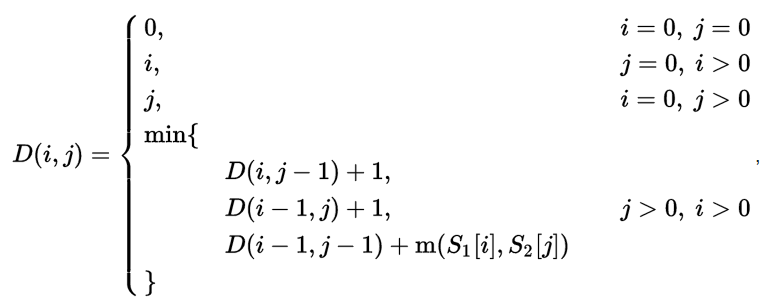 0, i = 0, j = 0
i, j = 0, i > 0
j, i = 0, j > 0
min{
D(i, j) =
D(i, j − 1) + 1,
D(i − 1, j) + 1, j > 0, i > 0
D(i − 1, j − 1) + m(S₁[i], S₂[j])
}
,